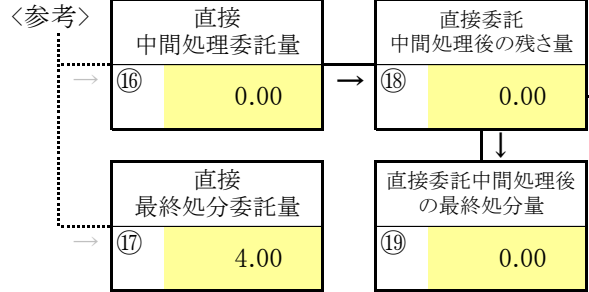 〈参考〉
直接
中間処理委託量
→
⑯
0.00
→
直接委託
中間処理後の残さ量
⑱
0.00
↓
直接
最終処分委託量
→
⑰
4.00
直接委託中間処理後
の最終処分量
⑲
0.00